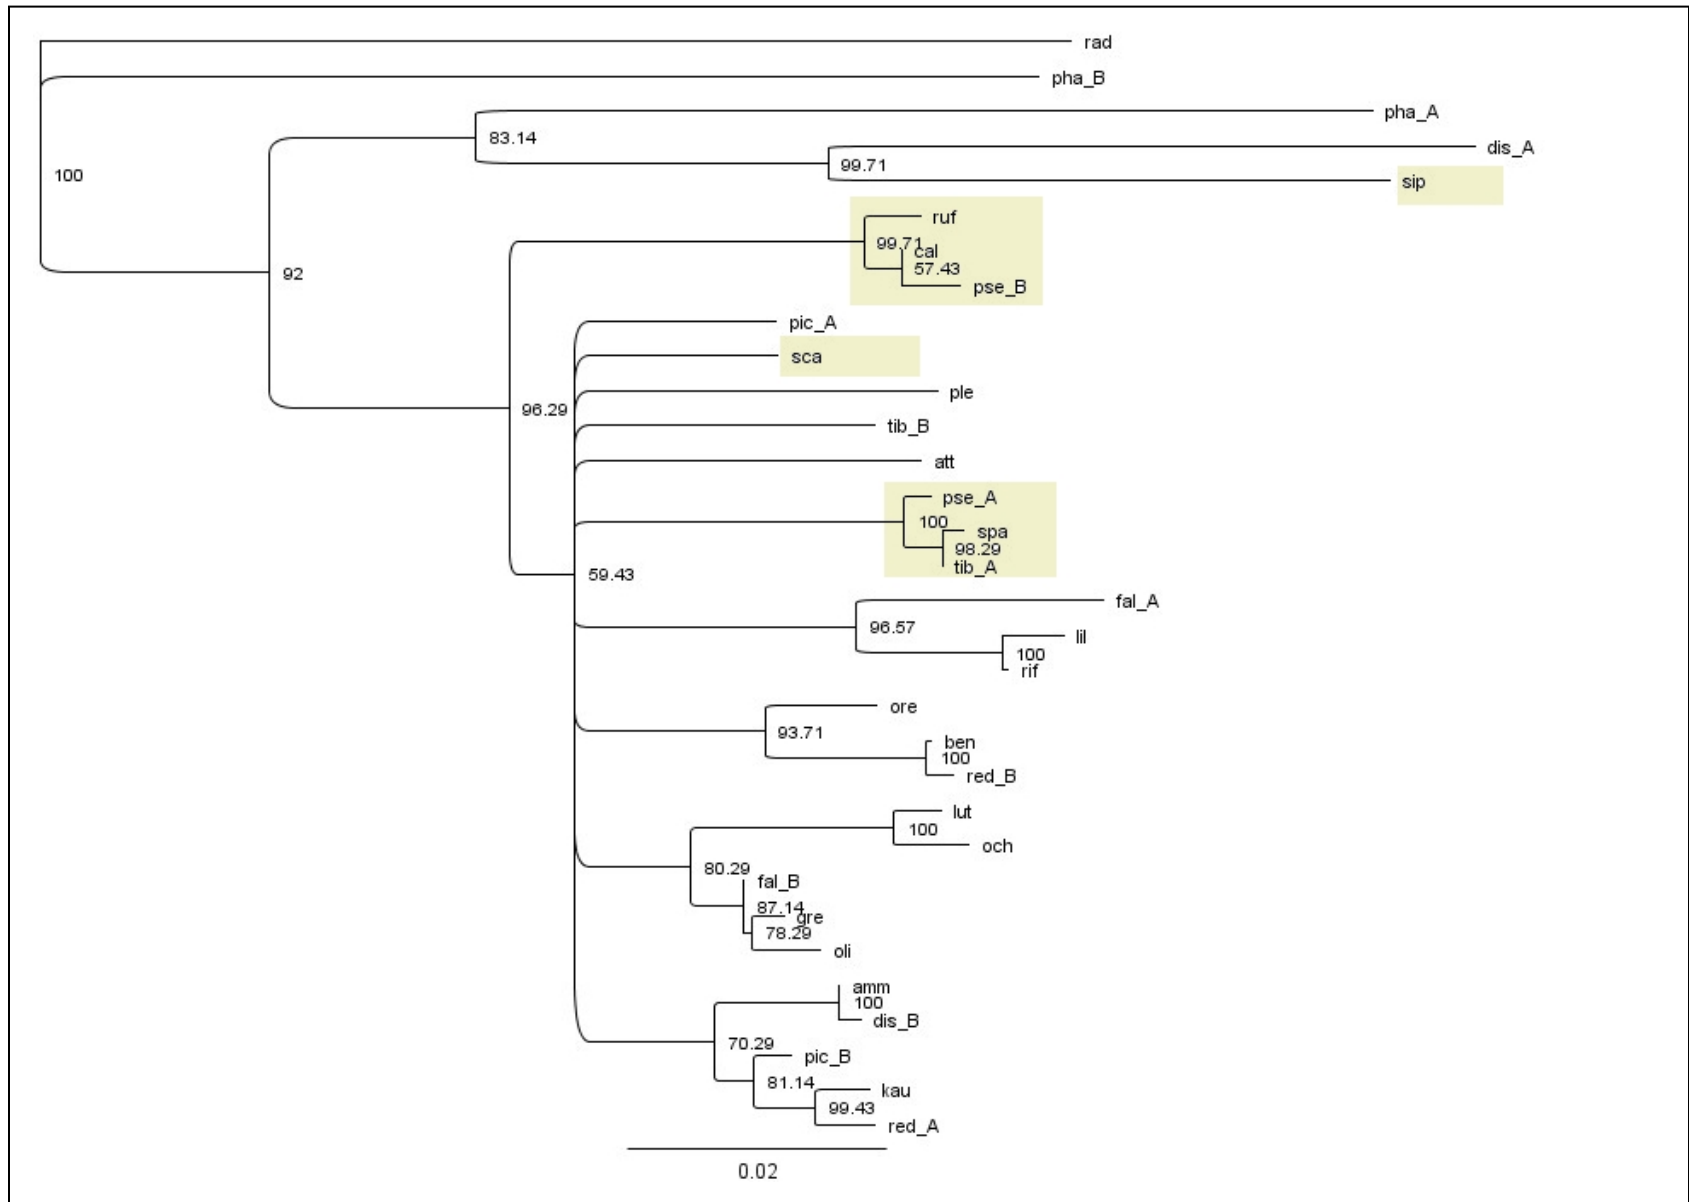 rad
pha_B
pha_A
83.14
dis_A
99.71
100
sip
ruf
99.71
cal
57.43
92
pse_B
pic_A
sca
ple
96.29
tib_B
att
pse_A
100
spa
98.29
tib_A
59.43
fal_A
96.57
lil
100
rif
ore
93.71
ben
100
red_B
lut
100
och
80.29
fal_B
87.14
gre
78.29
oli
amm
100
dis_B
70.29
pic_B
81.14
kau
99.43
red_A
0.02